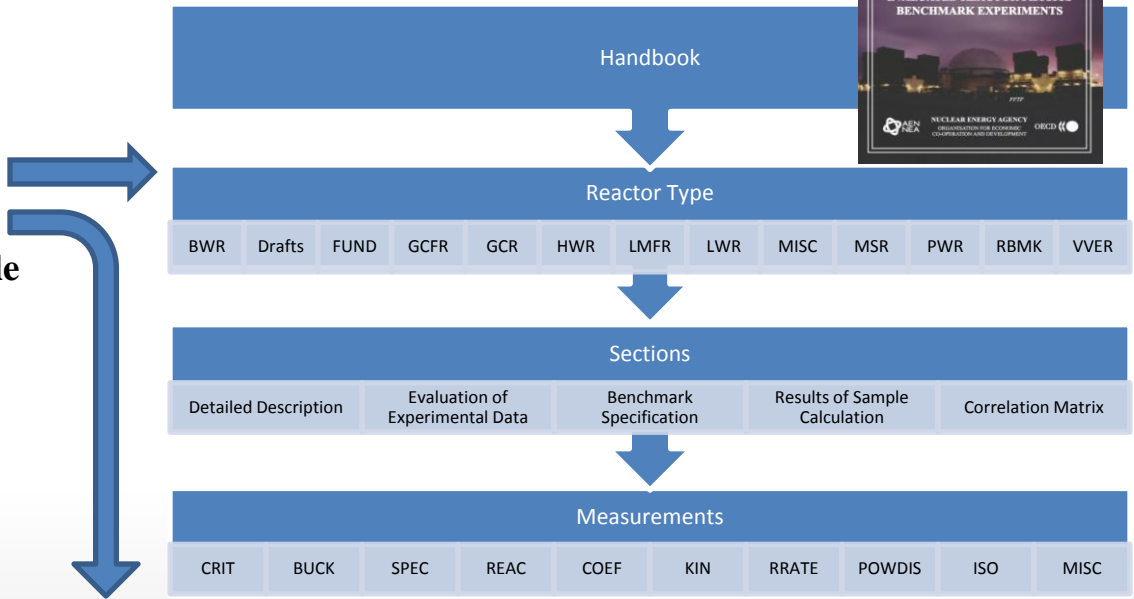 BENCHMARK EXPERIMENTS
Handbook
FFTF
AEN
NEA
NUCLEAR ENERGY AGENCY
ORGANISATION FOR ECONOMIC
CO-OPERATION AND DEVELOPMENT
OECD
Reactor Type
BWR Drafts FUND GCFR GCR HWR LMFR LWR MISC MSR PWR RBMK VVER
le
Sections
Detailed Description
Evaluation of
Experimental Data
Benchmark
Specification
Results of Sample
Calculation
Correlation Matrix
Measurements
CRIT BUCK SPEC REAC COEF KIN RRATE POWDIS ISO MISC